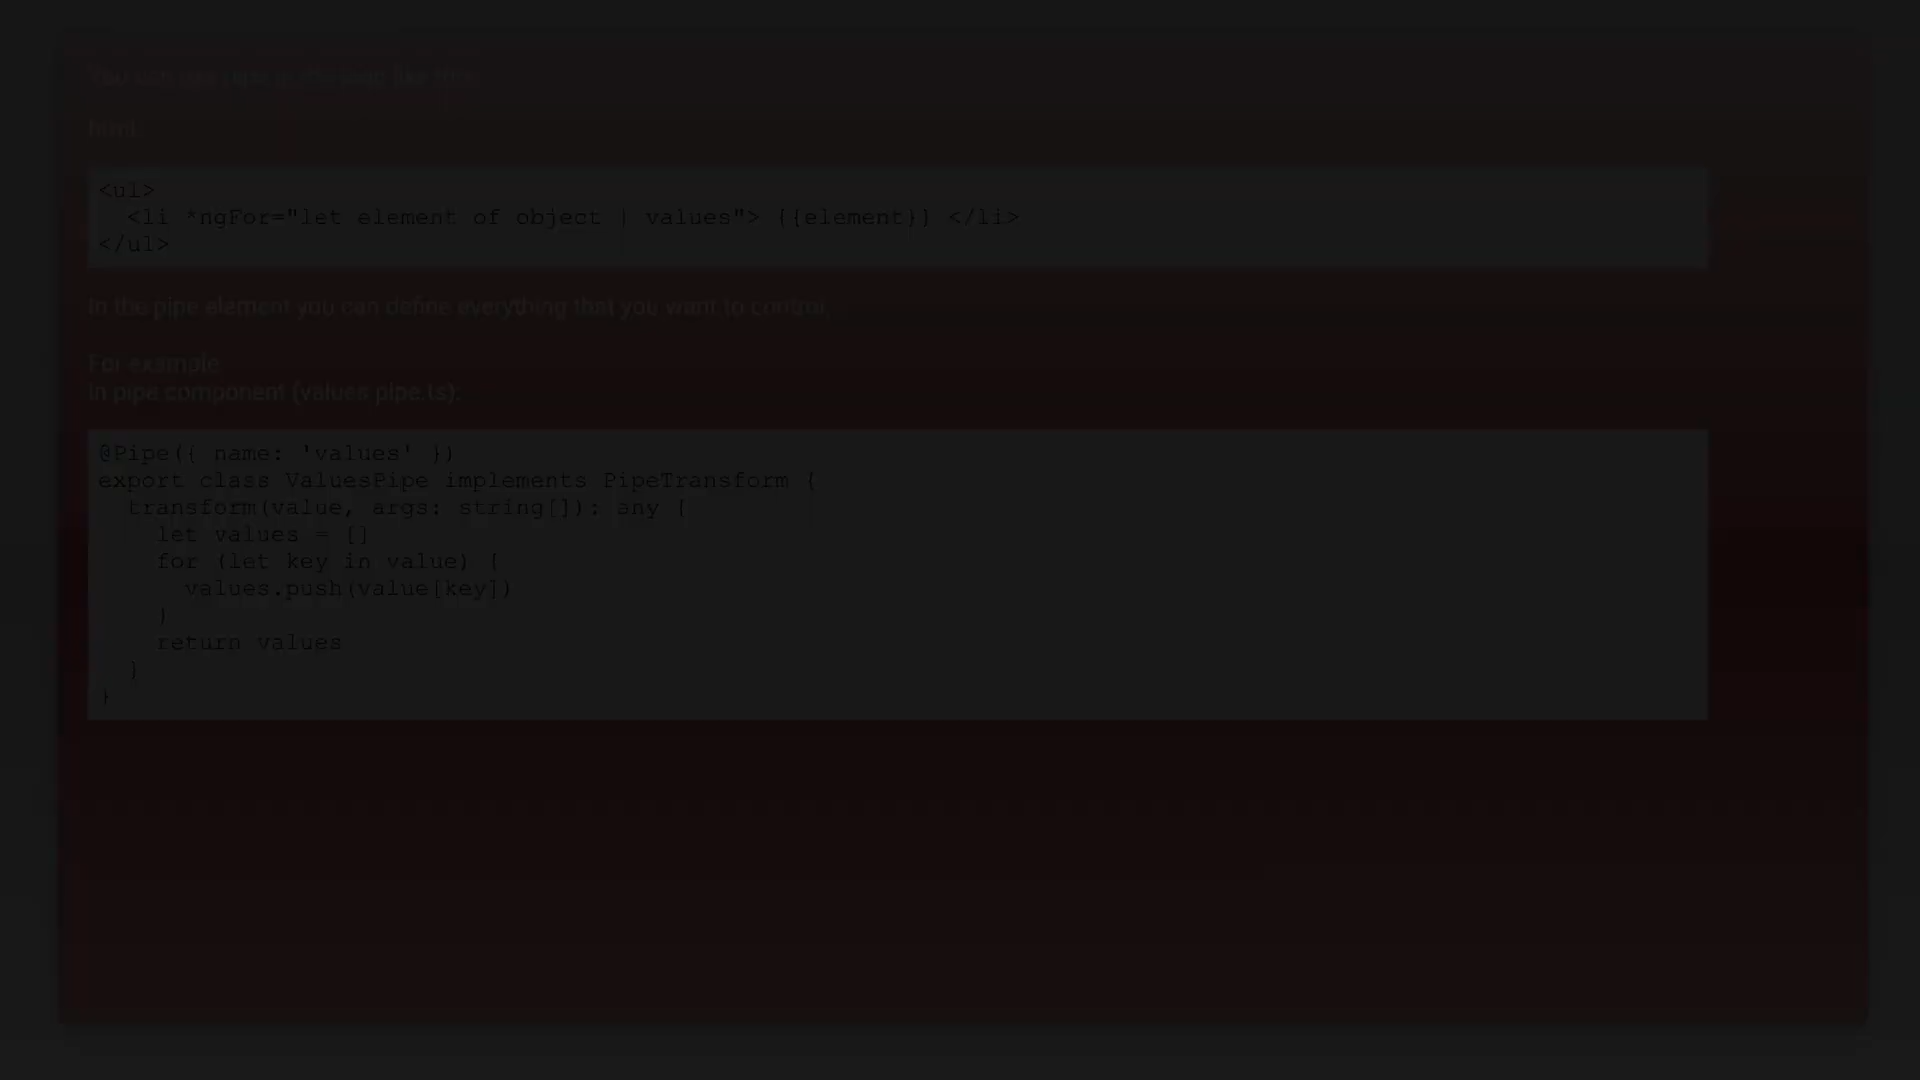 You can use
like this:
html:
<ul>
  <li *ngFor="let element of object | values"> {{element}} </li>
</ul>
In the pipe element you can define everything that you want to control,
For example
in pipe component (values.pipe.ts):
@Pipe({ name: 'values' })
export class ValuesPipe implements PipeTransform {
  transform(value, args: string[]): any {
    let values = []
    for (let key in value) {
      values.push(value[key])
    }
    return values
  }
}